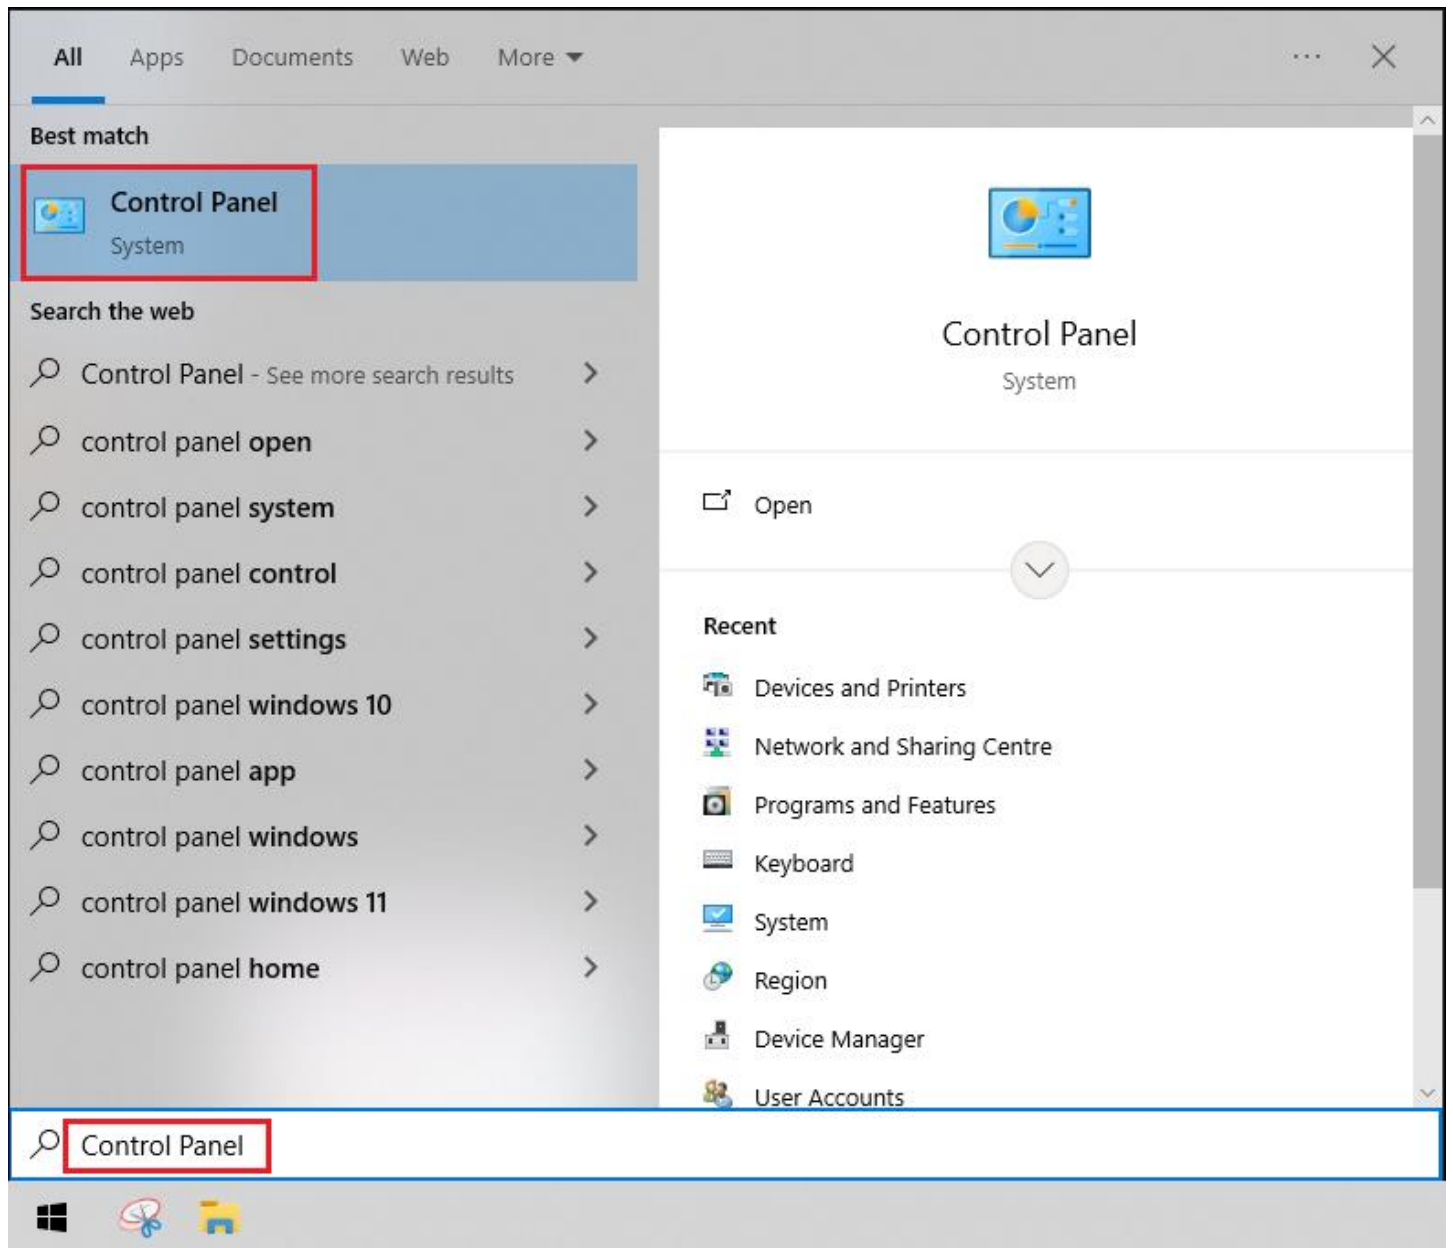 All Apps Documents Web More
Best match
Control Panel
System
Search the web
Control Panel - See more search results
control panel open
control panel system
control panel control
control panel settings
control panel windows 10
control panel app
control panel windows
control panel windows 11
control panel home
Control Panel
System
Open
Recent
Devices and Printers
Network and Sharing Centre
Programs and Features
Keyboard
System
Region
Device Manager
User Accounts
Control Panel